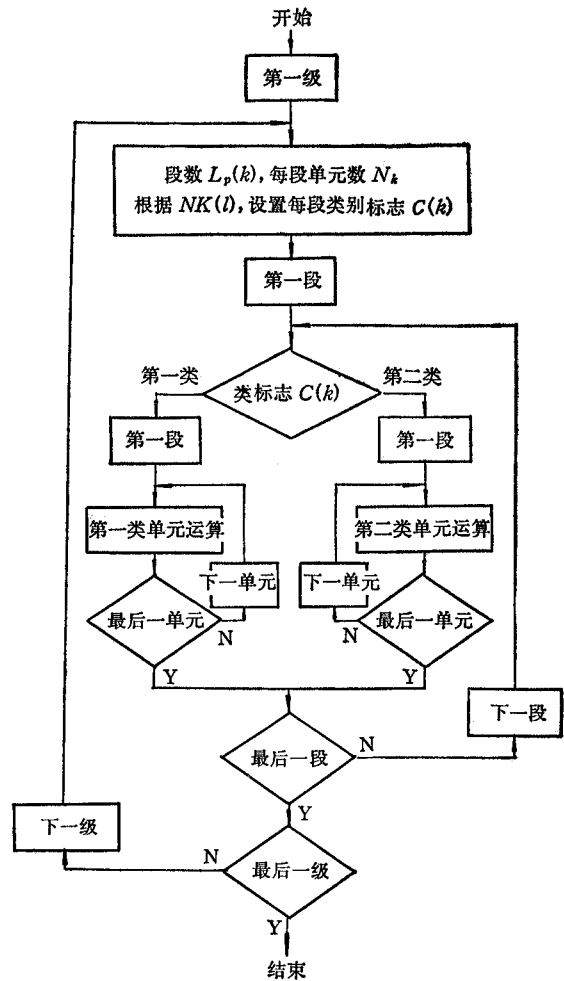 开始
第一级
段数 Lp(k), 每段单元数 Nk
根据 NK(l), 设置每段类别标志 C(k)
第一段
第一类
类标志 C(k)
第二类
第一段
第一段
第一类单元运算
第二类单元运算
下一单元
下一单元
最后一单元
N
N
最后一单元
Y
Y
下一段
最后一段
N
Y
下一级
N
最后一级
Y
结束